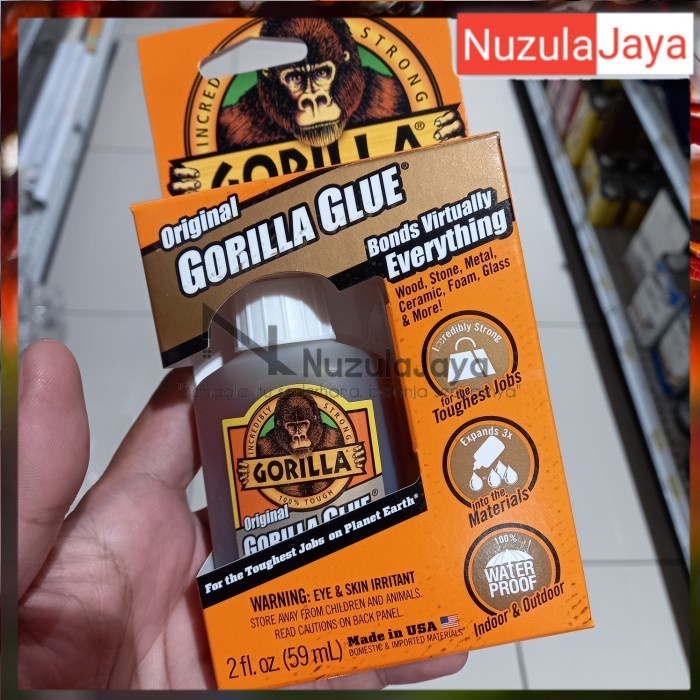 NuzulaJaya
INCREDIBLY STRONG
GORILLA®
Original
GORILLA GLUE®
Bonds Virtually
Everything
Wood, Stone, Metal,
Ceramic, Foam, Glass
& More!
Incredibly Strong
for the
Toughest Jobs
NuzulaJaya
INCREDIBLY STRONG
GORILLA
100% TOUGH
Original
GORILLA GLUE®
Expands 3x
into the
Materials
For the Toughest Jobs on Planet Earth®
100%
WATER
PROOF
Indoor & Outdoor
WARNING: EYE & SKIN IRRITANT
STORE AWAY FROM CHILDREN AND ANIMALS.
READ CAUTIONS ON BACK PANEL.
2 fl. oz. (59 mL)
Made in USA
DOMESTIC & IMPORTED MATERIALS